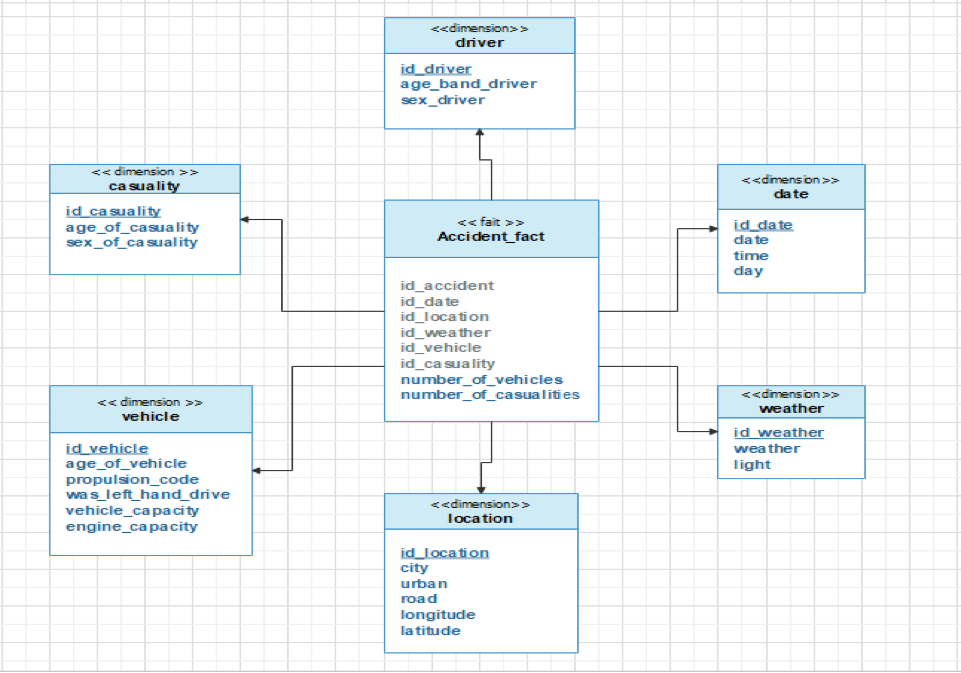 <<dimension>>
driver
id_driver
age_band_driver
sex_driver
<< dimension >>
casuality
id_casuality
age_of_casuality
sex_of_casuality
<< fait >>
Accident_fact
id_accident
id_date
id_location
id_weather
id_vehicle
id_casuality
number_of_vehicles
number_of_casualities
<<dimension>>
date
id_date
date
time
day
<< dimension >>
vehicle
id_vehicle
age_of_vehicle
propulsion_code
was_left_hand_drive
vehicle_capacity
engine_capacity
<<dimension>>
weather
id_weather
weather
light
<<dimension>>
location
id_location
city
urban
road
longitude
latitude